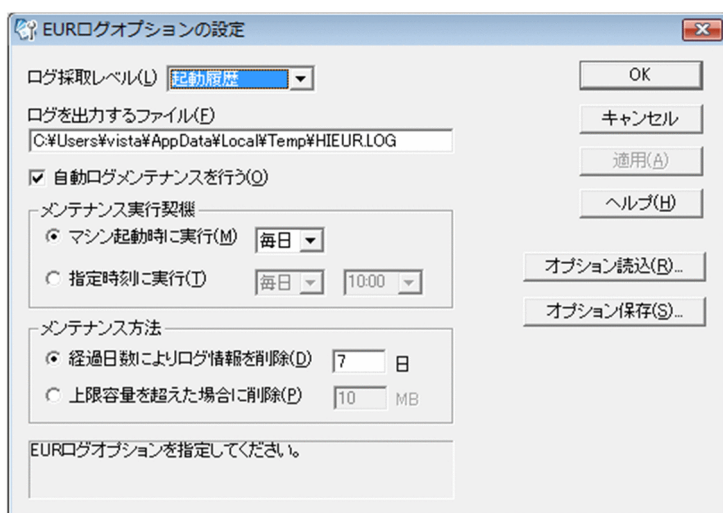 EURログオプションの設定
ログ採取レベル(L) 起動履歴
ログを出力するファイル(F)
C:¥Users¥vista¥AppData¥Local¥Temp¥HIEUR.LOG
自動ログメンテナンスを行う(O)
メンテナンス実行契機
マシン起動時に実行(M) 毎日
指定時刻に実行(T) 毎日 10:00
メンテナンス方法
経過日数によりログ情報を削除(D) 7 日
上限容量を超えた場合に削除(P) 10 MB
EURログオプションを指定してください。
OK
キャンセル
適用(A)
ヘルプ(H)
オプション読込(R)...
オプション保存(S)...